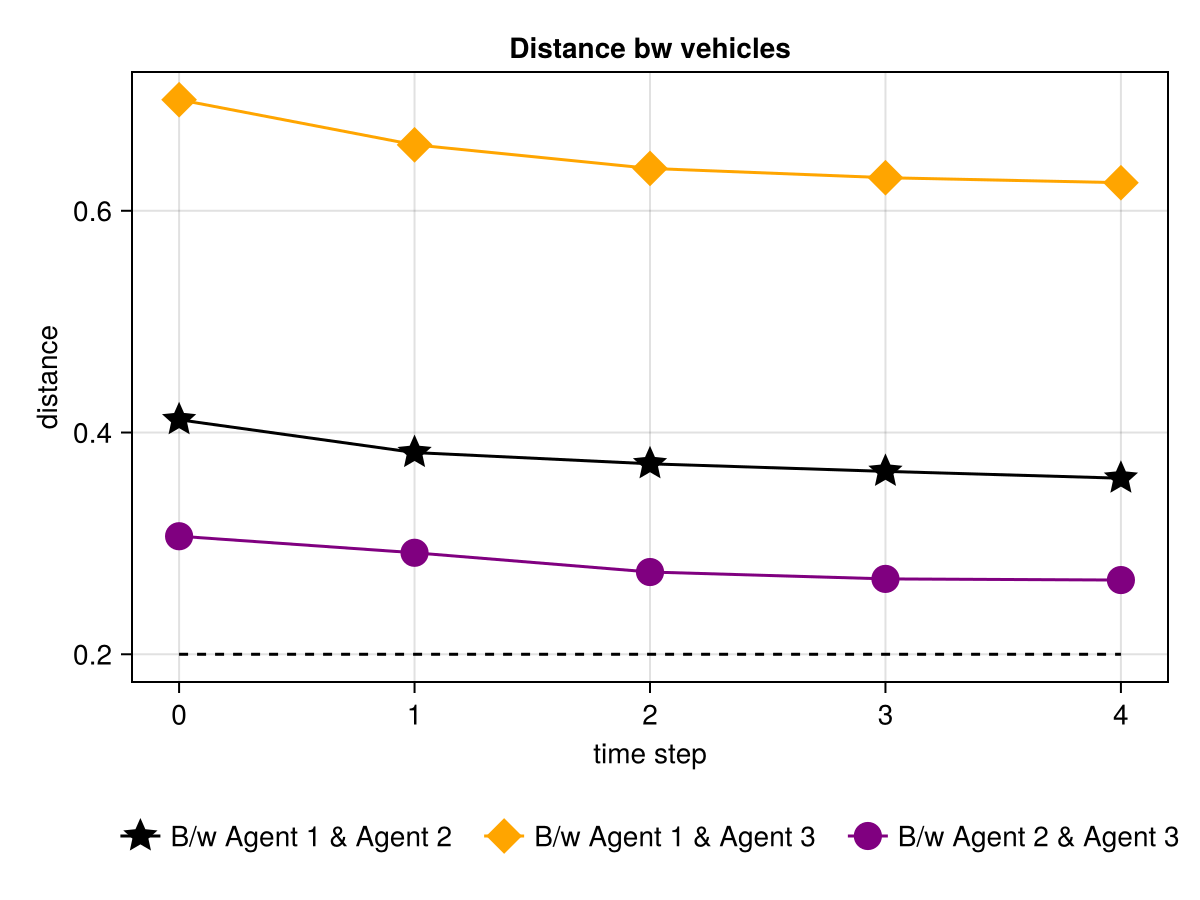 Distance bw vehicles
distance
0.6
0.4
0.2
0 1 2 3 4
time step
B/w Agent 1 & Agent 2 B/w Agent 1 & Agent 3 B/w Agent 2 & Agent 3